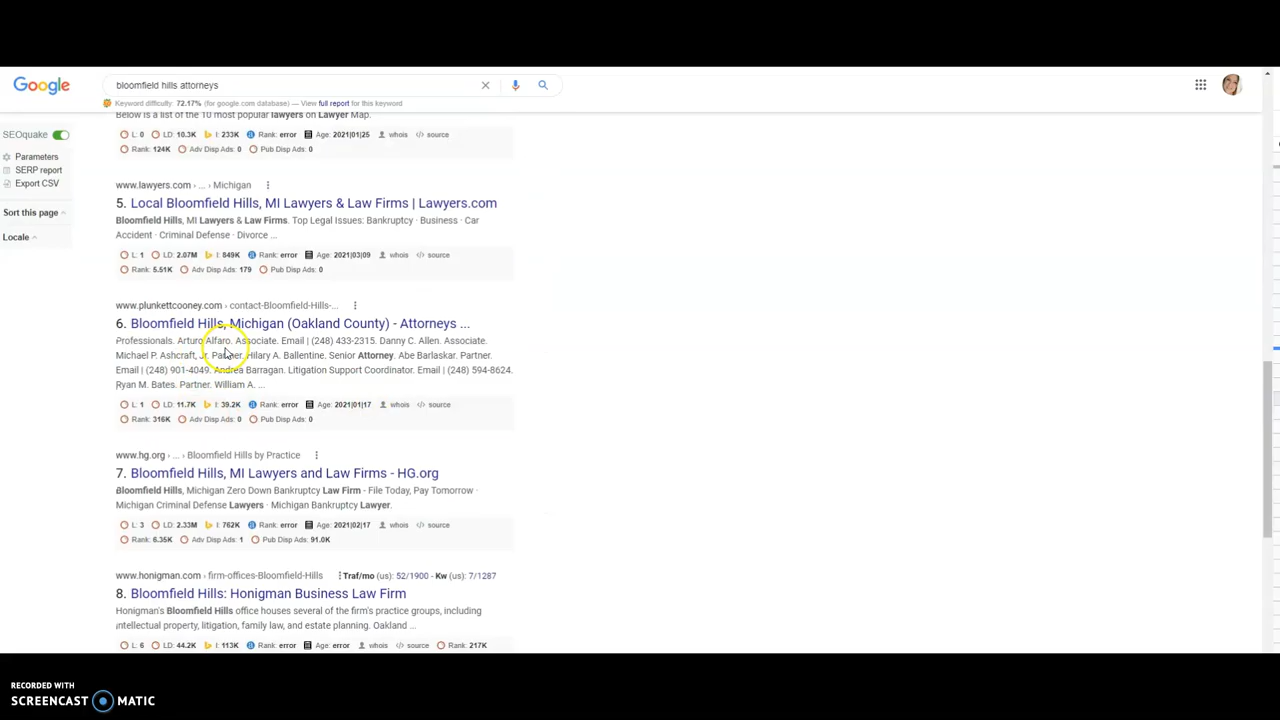 Google
bloomfield hills attorneys
Keyword difficulty: 72.17% (for google.com database) — View full report for this keyword
SEOquake
Parameters
SERP report
Export CSV
Sort this page
Locale
Below is a list of the 10 most popular lawyers on Lawyer Map.
L: 0 LD: 10.3K I: 233K Rank: error Age: 2021|01|25 whois source
Rank: 124K Adv Disp Ads: 0 Pub Disp Ads: 0
www.lawyers.com › ... › Michigan
5. Local Bloomfield Hills, MI Lawyers & Law Firms | Lawyers.com
Bloomfield Hills, MI Lawyers & Law Firms. Top Legal Issues: Bankruptcy · Business · Car
Accident · Criminal Defense · Divorce ...
L: 1 LD: 2.07M I: 849K Rank: error Age: 2021|03|09 whois source
Rank: 5.51K Adv Disp Ads: 179 Pub Disp Ads: 0
www.plunkettcooney.com › contact-Bloomfield-Hills-...
6. Bloomfield Hills, Michigan (Oakland County) - Attorneys ...
Professionals. Arturo Alfaro. Associate. Email | (248) 433-2315. Danny C. Allen. Associate.
Michael P. Ashcraft, Jr. Partner. Hilary A. Ballentine. Senior Attorney. Abe Barlaskar. Partner.
Email | (248) 901-4049. Andrea Barragan. Litigation Support Coordinator. Email | (248) 594-8624.
Ryan M. Bates. Partner. William A. ...
L: 1 LD: 11.7K I: 39.2K Rank: error Age: 2021|01|17 whois source
Rank: 316K Adv Disp Ads: 0 Pub Disp Ads: 0
www.hg.org › ... › Bloomfield Hills by Practice
7. Bloomfield Hills, MI Lawyers and Law Firms - HG.org
Bloomfield Hills, Michigan Zero Down Bankruptcy Law Firm - File Today, Pay Tomorrow ·
Michigan Criminal Defense Lawyers · Michigan Bankruptcy Lawyer.
L: 3 LD: 2.33M I: 762K Rank: error Age: 2021|02|17 whois source
Rank: 6.35K Adv Disp Ads: 1 Pub Disp Ads: 91.0K
www.honigman.com › firm-offices-Bloomfield-Hills Traf/mo (us): 52/1900 - Kw (us): 7/1287
8. Bloomfield Hills: Honigman Business Law Firm
Honigman's Bloomfield Hills office houses several of the firm's practice groups, including
intellectual property, litigation, family law, and estate planning. Oakland ...
L: 6 LD: 44.2K I: 113K Rank: error Age: error whois source Rank: 217K
RECORDED WITH
SCREENCAST MATIC